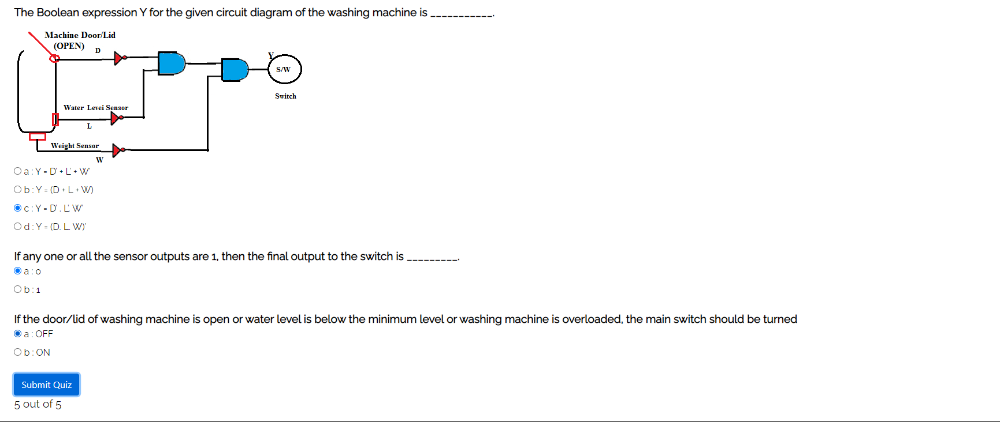 The Boolean expression Y for the given circuit diagram of the washing machine is ___________.
Machine Door/Lid
(OPEN)
D
Y
S/W
Switch
Water Levei Sensor
L
Weight Sensor
W
a : Y = D' + L' + W'
b : Y = (D + L + W)
c : Y = D' . L' W'
d : Y = (D. L. W)'
If any one or all the sensor outputs are 1, then the final output to the switch is _________.
a : 0
b : 1
If the door/lid of washing machine is open or water level is below the minimum level or washing machine is overloaded, the main switch should be turned
a : OFF
b : ON
Submit Quiz
5 out of 5